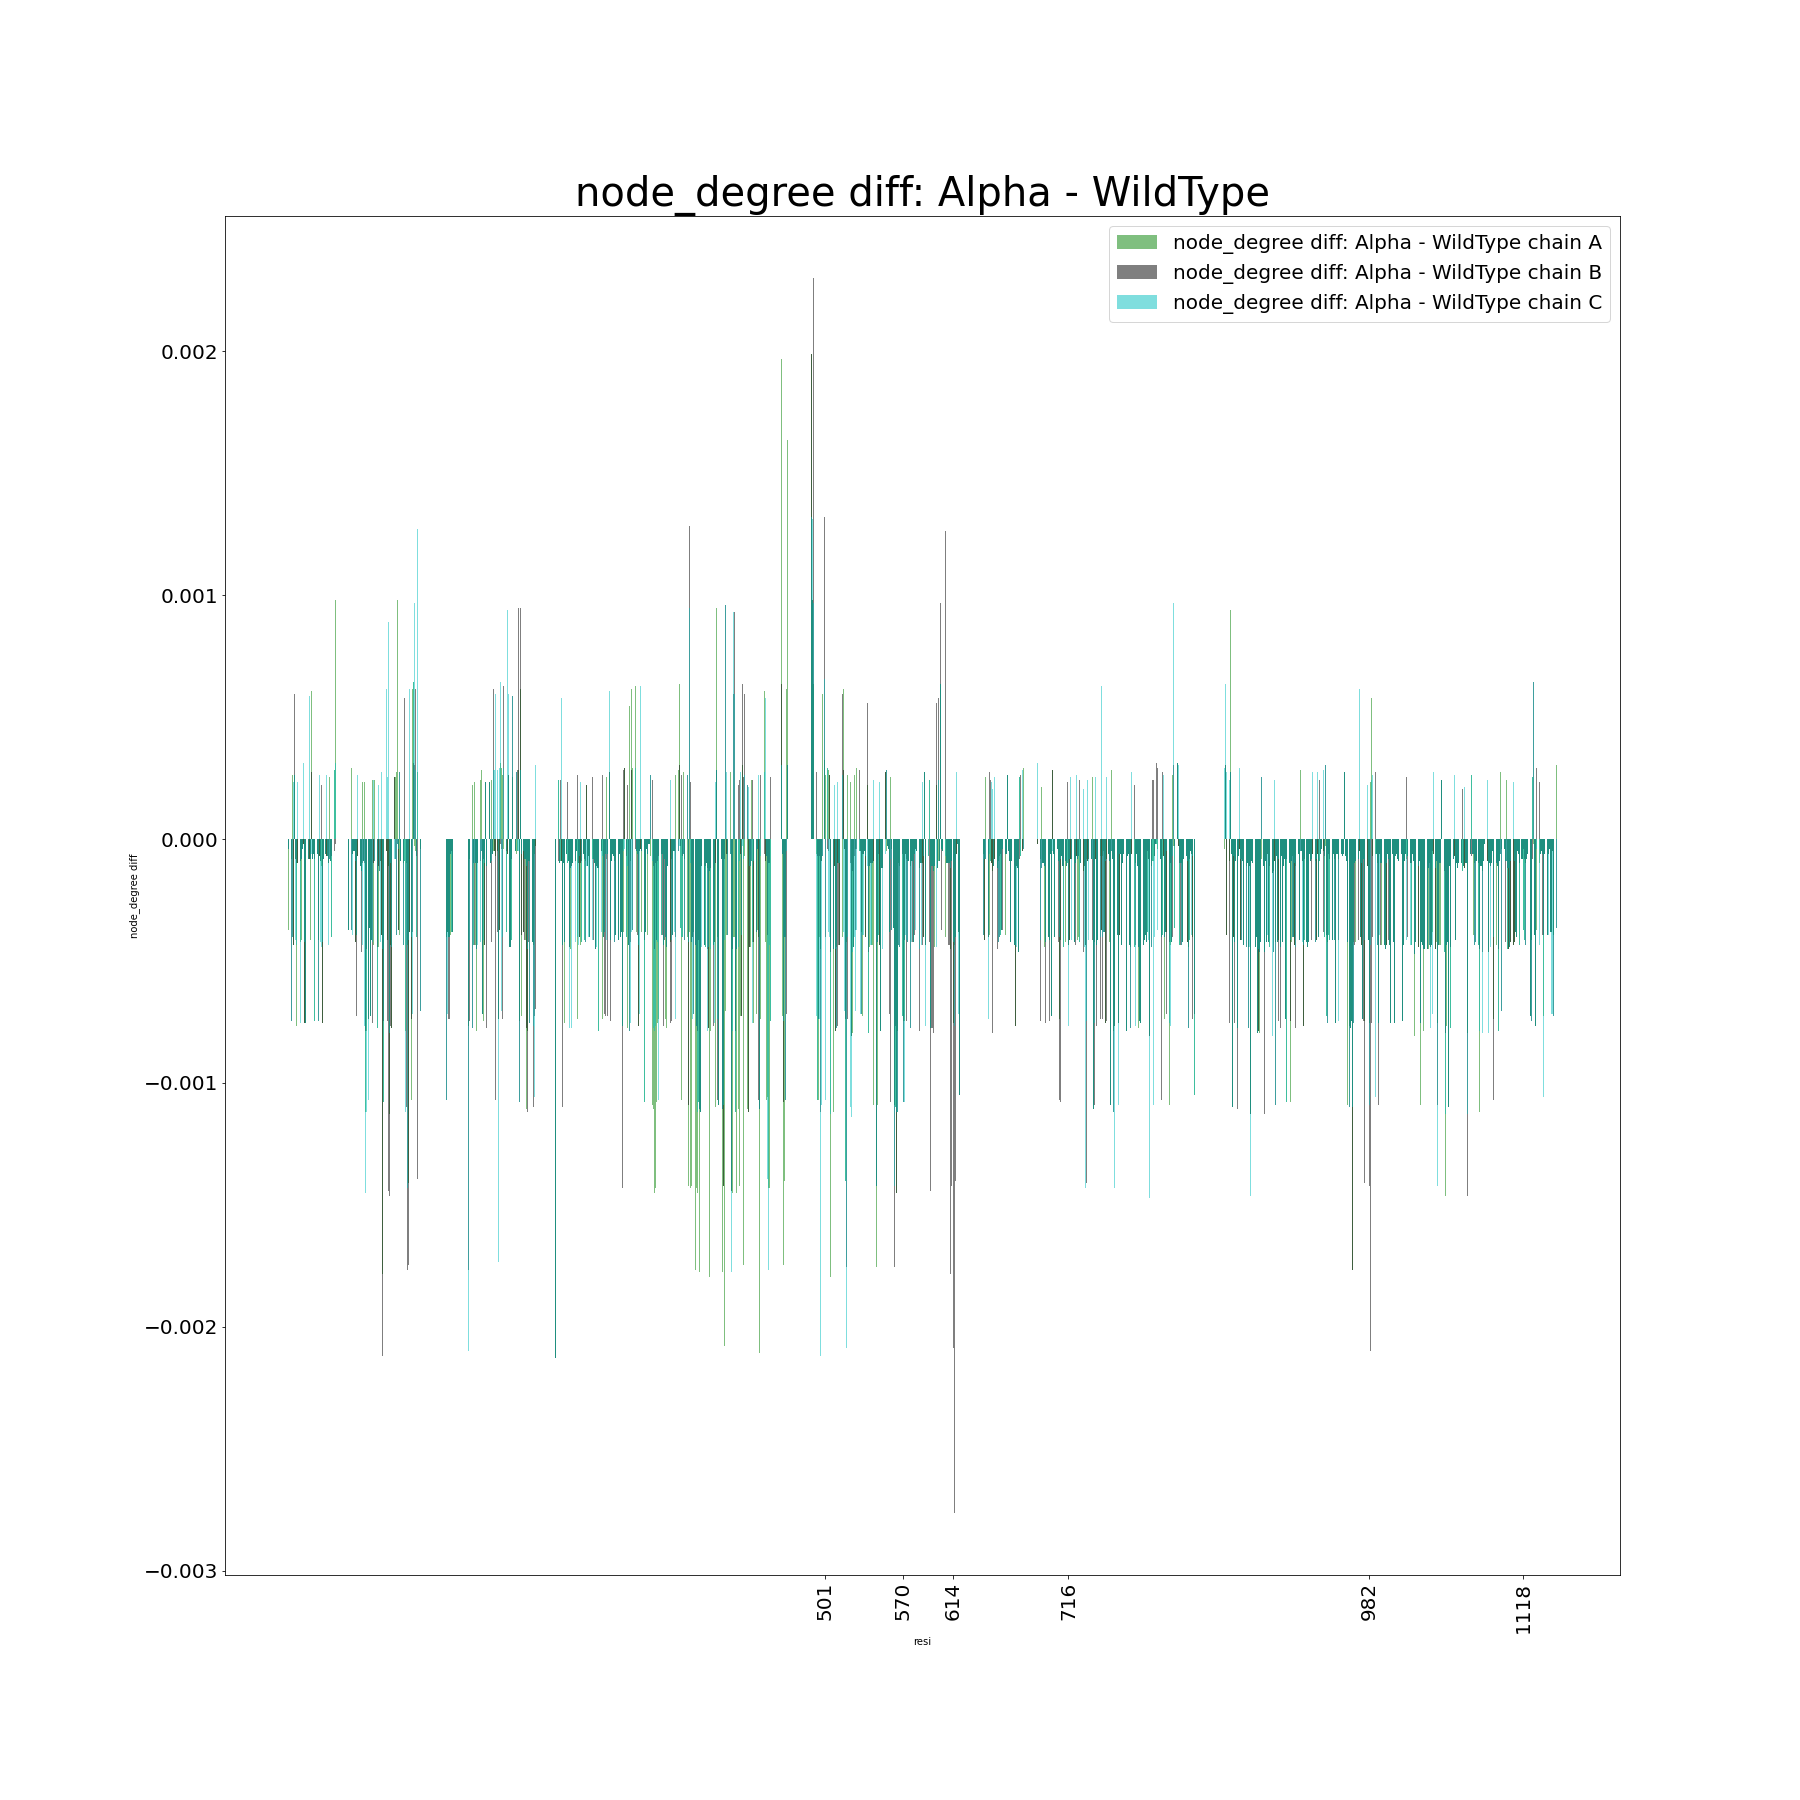 node_degree diff: Alpha - WildType
node_degree diff: Alpha - WildType chain A
node_degree diff: Alpha - WildType chain B
node_degree diff: Alpha - WildType chain C
0.002
0.001
0.000
−0.001
−0.002
−0.003
node_degree diff
501
570
614
716
982
1118
resi